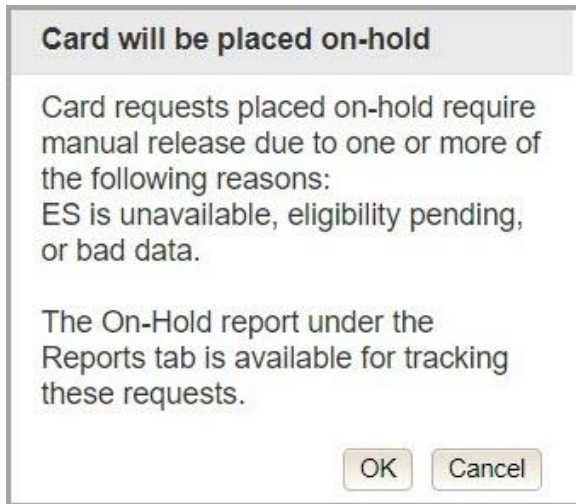 Card will be placed on-hold
Card requests placed on-hold require
manual release due to one or more of
the following reasons:
ES is unavailable, eligibility pending,
or bad data.
The On-Hold report under the
Reports tab is available for tracking
these requests.
OK Cancel